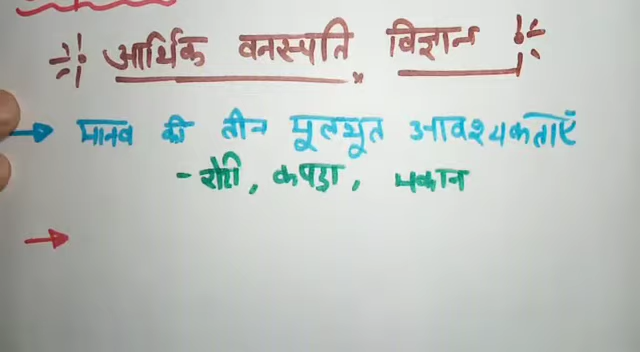 आर्थिक वनस्पति विज्ञान
→ मानव की तीन मूलभूत आवश्यकताएँ
- रोटी, कपड़ा, मकान
→